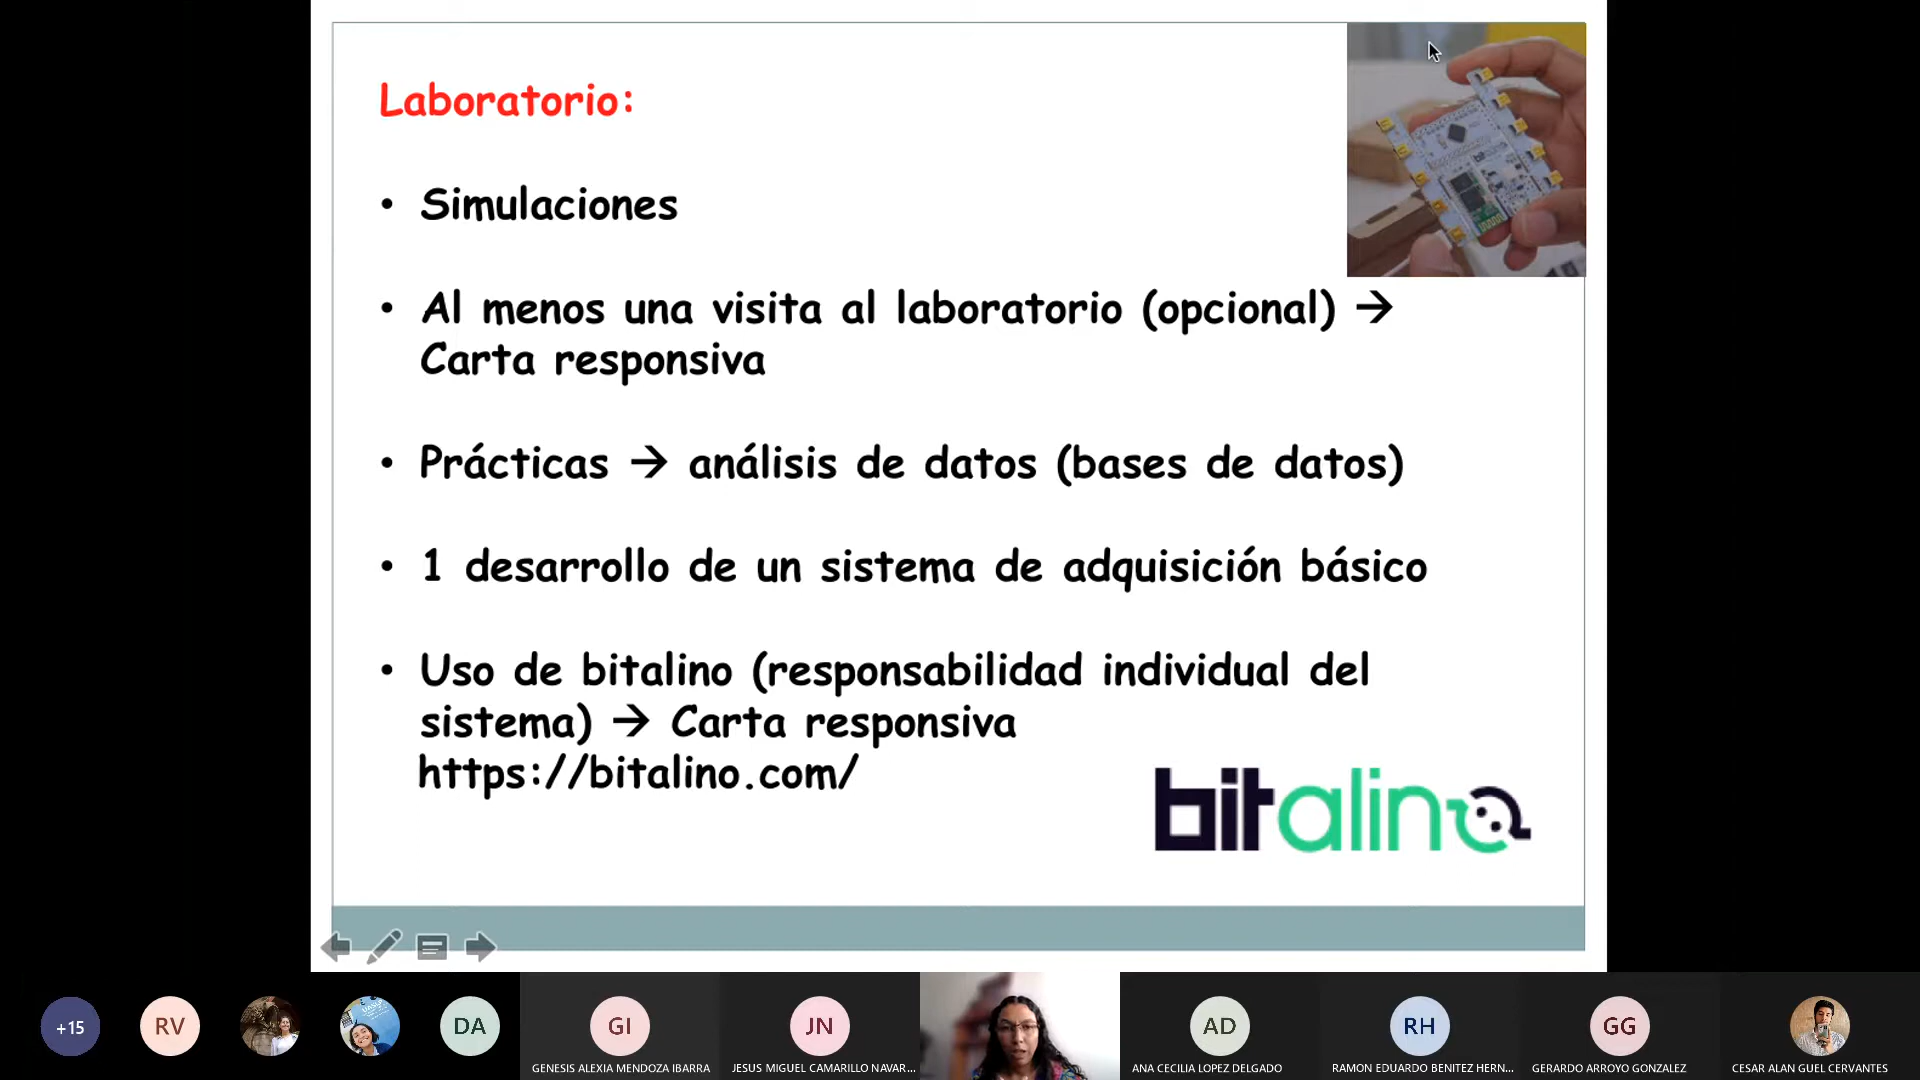 Laboratorio:
• Simulaciones
• Al menos una visita al laboratorio (opcional) →
Carta responsiva
• Prácticas → análisis de datos (bases de datos)
• 1 desarrollo de un sistema de adquisición básico
• Uso de bitalino (responsabilidad individual del
sistema) → Carta responsiva
https://bitalino.com/
bitalino
+15
RV
DA
GI
JN
AD
RH
GG
GENESIS ALEXIA MENDOZA IBARRA
JESUS MIGUEL CAMARILLO NAVAR...
ANA CECILIA LOPEZ DELGADO
RAMON EDUARDO BENITEZ HERN...
GERARDO ARROYO GONZALEZ
CESAR ALAN GUEL CERVANTES